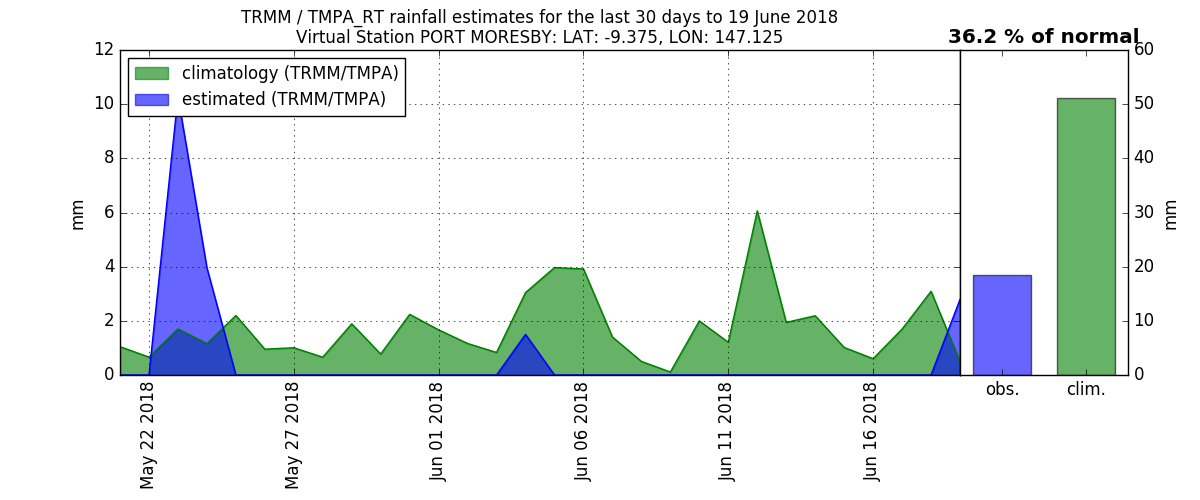 TRMM / TMPA_RT rainfall estimates for the last 30 days to 19 June 2018
Virtual Station PORT MORESBY: LAT: -9.375, LON: 147.125
36.2 % of normal
climatology (TRMM/TMPA)
estimated (TRMM/TMPA)
mm
12
10
8
6
4
2
0
May 22 2018
May 27 2018
Jun 01 2018
Jun 06 2018
Jun 11 2018
Jun 16 2018
obs.
clim.
60
50
40
30
20
10
0
mm